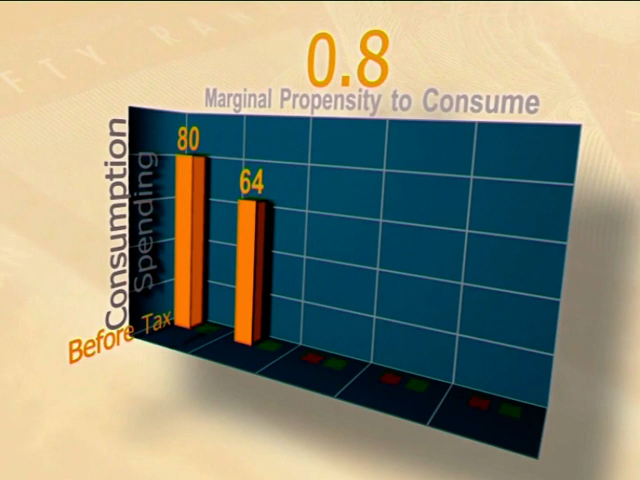 0.8
Marginal Propensity to Consume
80
64
Consumption
Spending
Before Tax